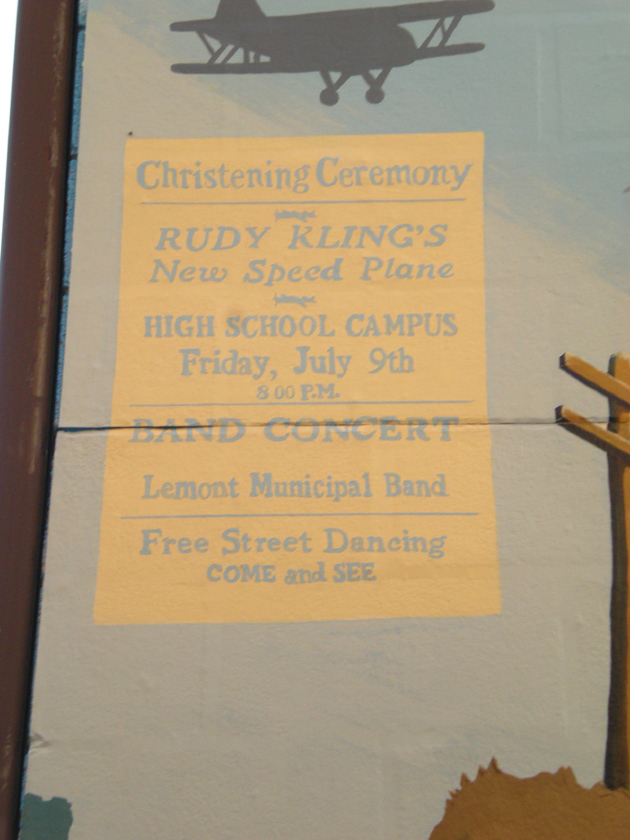 Christening Ceremony
RUDY KLING'S
New Speed Plane
HIGH SCHOOL CAMPUS
Friday, July 9th
8 00 P.M.
BAND CONCERT
Lemont Municipal Band
Free Street Dancing
COME and SEE